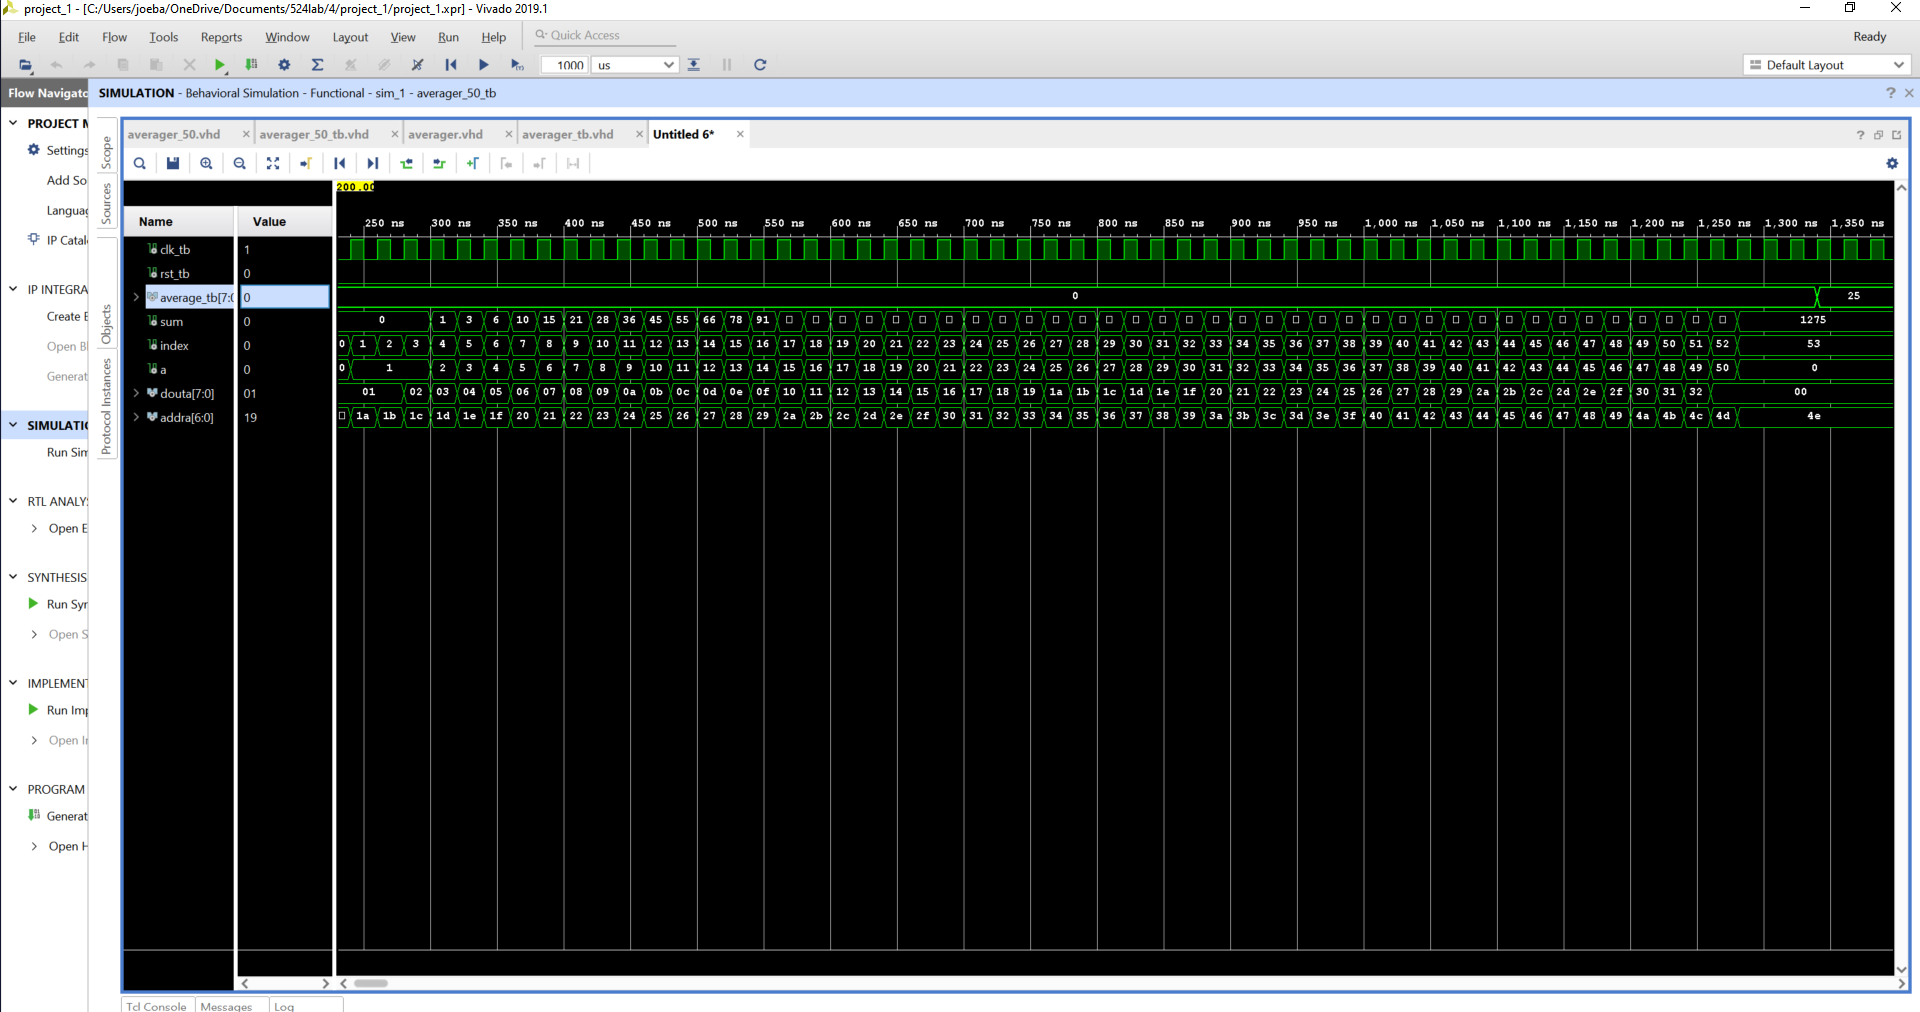 project_1 - [C:/Users/joeba/OneDrive/Documents/524lab/4/project_1/project_1.xpr] - Vivado 2019.1
File Edit Flow Tools Reports Window Layout View Run Help Quick Access Ready
1000 us Default Layout
Flow Navigato SIMULATION - Behavioral Simulation - Functional - sim_1 - averager_50_tb
PROJECT M
Settings
Add So
Languag
IP Catal
IP INTEGRA
Create B
Open Bl
Generat
SIMULATIO
Run Sim
RTL ANALYS
Open E
SYNTHESIS
Run Syn
Open S
IMPLEMENT
Run Imp
Open Im
PROGRAM
Generat
Open H
Scope
Sources
Objects
Protocol Instances
averager_50.vhd averager_50_tb.vhd averager.vhd averager_tb.vhd Untitled 6*
200.00
Name Value
250 ns 300 ns 350 ns 400 ns 450 ns 500 ns 550 ns 600 ns 650 ns 700 ns 750 ns 800 ns 850 ns 900 ns 950 ns 1,000 ns 1,050 ns 1,100 ns 1,150 ns 1,200 ns 1,250 ns 1,300 ns 1,350 ns
clk_tb 1
rst_tb 0
average_tb[7:0 0 0 25
sum 0 0 1 3 6 10 15 21 28 36 45 55 66 78 91 1275
index 0 0 1 2 3 4 5 6 7 8 9 10 11 12 13 14 15 16 17 18 19 20 21 22 23 24 25 26 27 28 29 30 31 32 33 34 35 36 37 38 39 40 41 42 43 44 45 46 47 48 49 50 51 52 53
a 0 0 1 2 3 4 5 6 7 8 9 10 11 12 13 14 15 16 17 18 19 20 21 22 23 24 25 26 27 28 29 30 31 32 33 34 35 36 37 38 39 40 41 42 43 44 45 46 47 48 49 50 0
douta[7:0] 01 01 02 03 04 05 06 07 08 09 0a 0b 0c 0d 0e 0f 10 11 12 13 14 15 16 17 18 19 1a 1b 1c 1d 1e 1f 20 21 22 23 24 25 26 27 28 29 2a 2b 2c 2d 2e 2f 30 31 32 00
addra[6:0] 19 1a 1b 1c 1d 1e 1f 20 21 22 23 24 25 26 27 28 29 2a 2b 2c 2d 2e 2f 30 31 32 33 34 35 36 37 38 39 3a 3b 3c 3d 3e 3f 40 41 42 43 44 45 46 47 48 49 4a 4b 4c 4d 4e
Tcl Console Messages Log